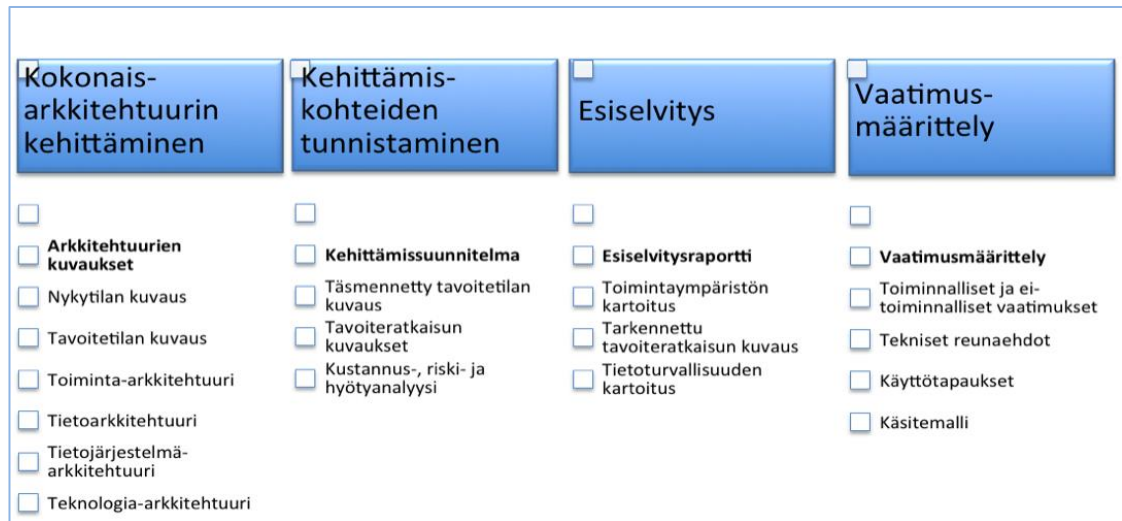 Kokonais-
arkkitehtuurin
kehittäminen
Kehittämis-
kohteiden
tunnistaminen
Esiselvitys
Vaatimus-
määrittely
Arkkitehtuurien
kuvaukset
Nykytilan kuvaus
Tavoitetilan kuvaus
Toiminta-arkkitehtuuri
Tietoarkkitehtuuri
Tietojärjestelmä-
arkkitehtuuri
Teknologia-arkkitehtuuri
Kehittämissuunnitelma
Täsmennetty tavoitetilan
kuvaus
Tavoiteratkaisun
kuvaukset
Kustannus-, riski- ja
hyötyanalyysi
Esiselvitysraportti
Toimintaympäristön
kartoitus
Tarkennettu
tavoiteratkaisun kuvaus
Tietoturvallisuuden
kartoitus
Vaatimusmäärittely
Toiminnalliset ja ei-
toiminnalliset vaatimukset
Tekniset reunaehdot
Käyttötapaukset
Käsitemalli